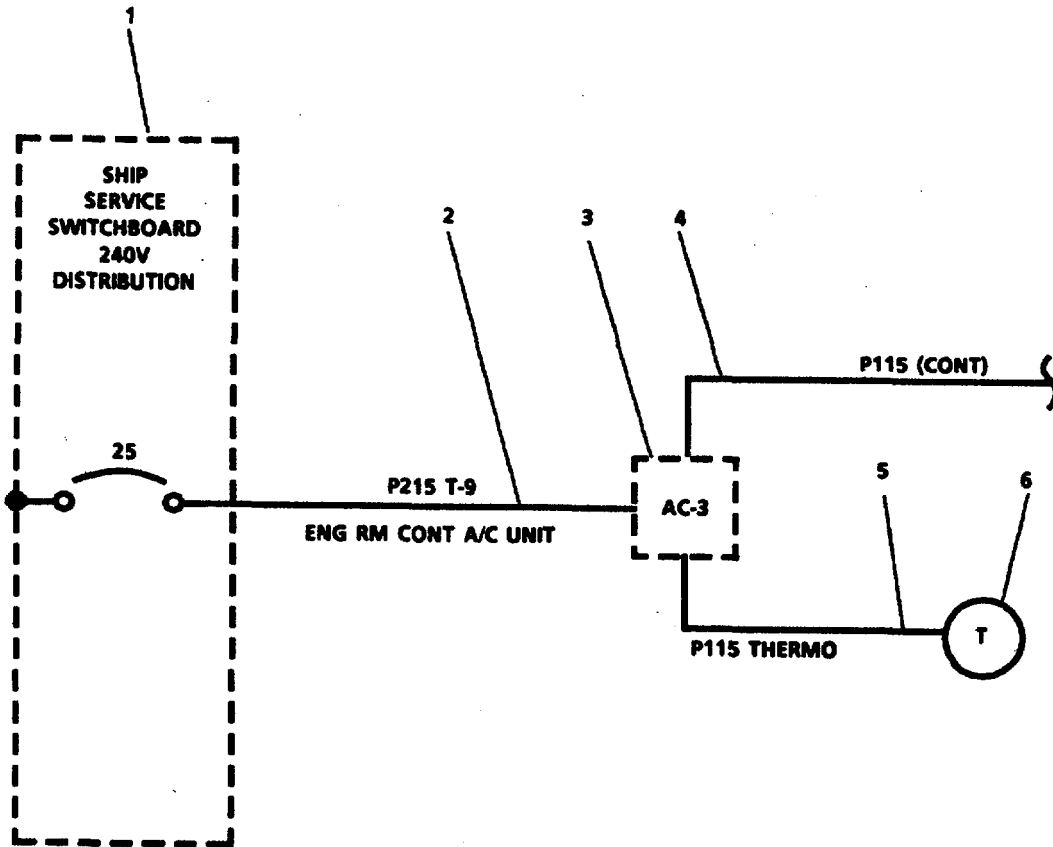 1
SHIP
SERVICE
SWITCHBOARD
240V
DISTRIBUTION
2
3
4
P115 (CONT)
25
P215 T-9
ENG RM CONT A/C UNIT
AC-3
5
6
P115 THERMO
T